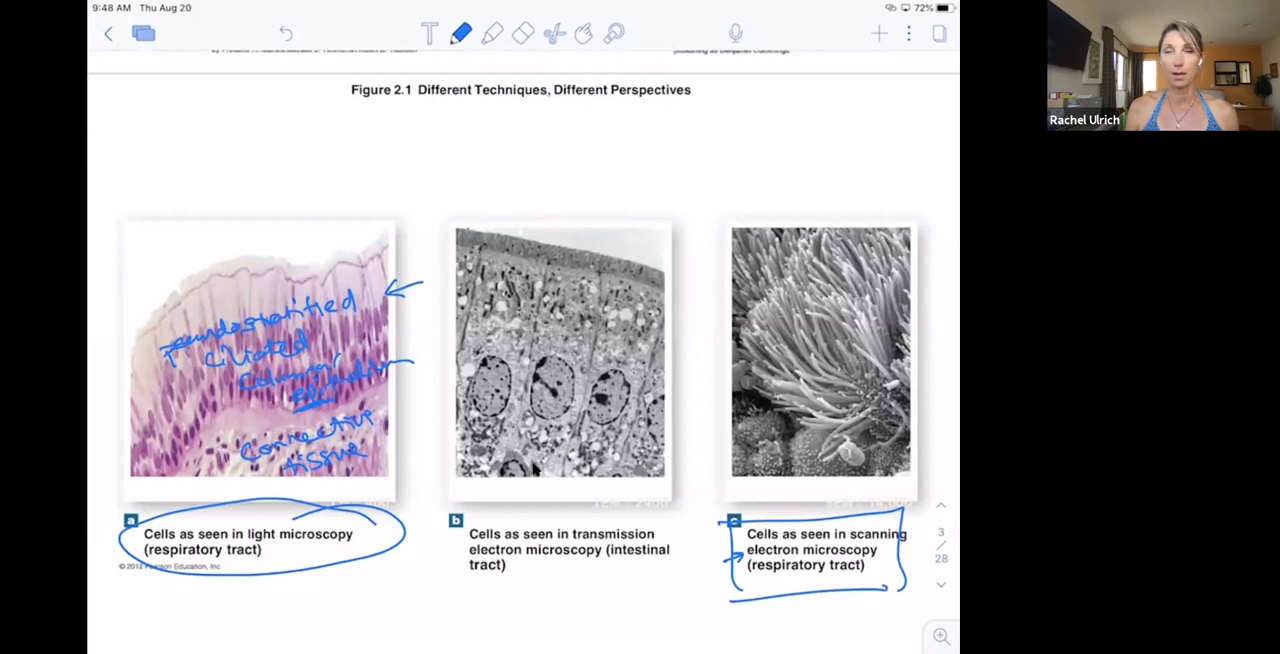 9:48 AM Thu Aug 20
72%
T
Figure 2.1 Different Techniques, Different Perspectives
Rachel Ulrich
pseudostratified
ciliated
columnar
epithelium
connective
tissue
a
Cells as seen in light microscopy
(respiratory tract)
© 2012 Pearson Education, Inc.
b
Cells as seen in transmission
electron microscopy (intestinal
tract)
c
Cells as seen in scanning
electron microscopy
(respiratory tract)
3
28